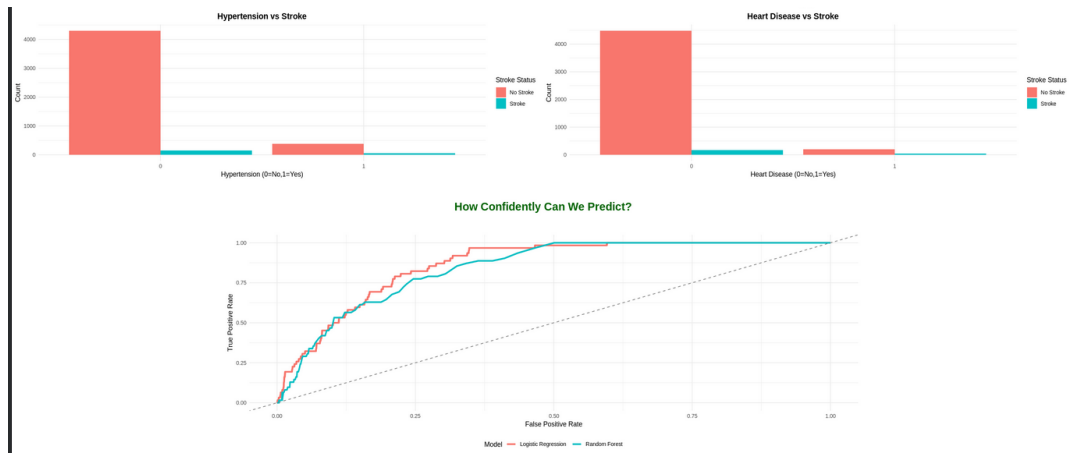 Hypertension vs Stroke
4000
3000
2000
1000
0
Count
0 1
Hypertension (0=No,1=Yes)
Stroke Status
No Stroke
Stroke
Heart Disease vs Stroke
4000
3000
2000
1000
0
Count
0 1
Heart Disease (0=No,1=Yes)
Stroke Status
No Stroke
Stroke
How Confidently Can We Predict?
1.00
0.75
0.50
0.25
0.00
True Positive Rate
0.00 0.25 0.50 0.75 1.00
False Positive Rate
Model Logistic Regression Random Forest